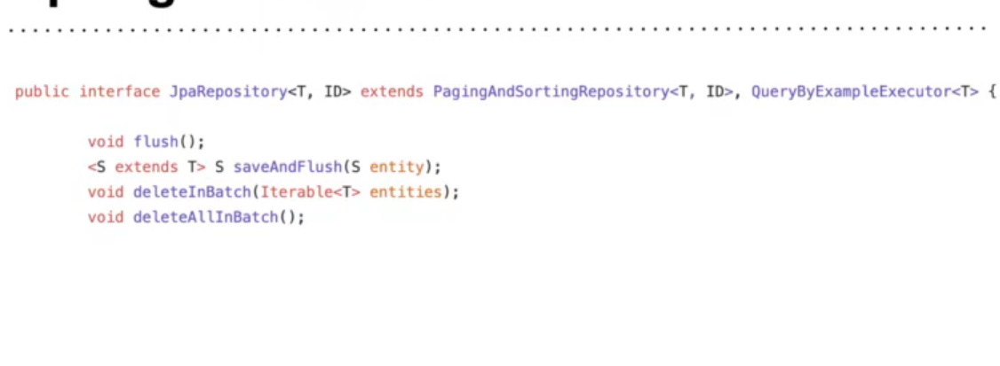 public interface JpaRepository<T, ID> extends PagingAndSortingRepository<T, ID>, QueryByExampleExecutor<T> {
void flush();
<S extends T> S saveAndFlush(S entity);
void deleteInBatch(Iterable<T> entities);
void deleteAllInBatch();